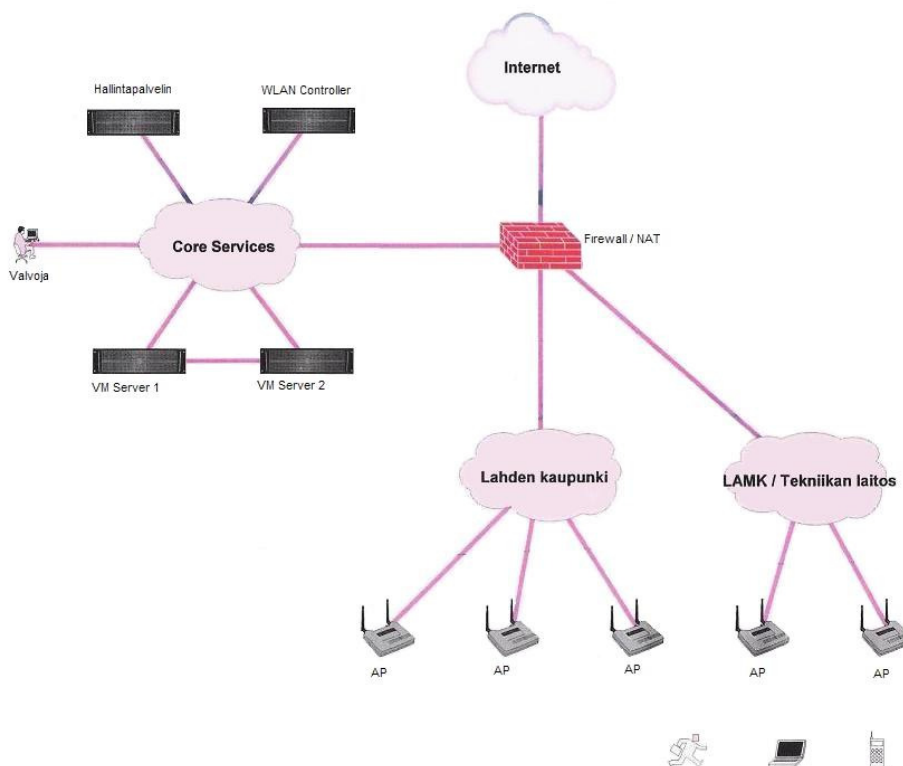 Internet
Hallintapalvelin
WLAN Controller
Core Services
Firewall / NAT
Valvoja
VM Server 1
VM Server 2
Lahden kaupunki
LAMK / Tekniikan laitos
AP
AP
AP
AP
AP